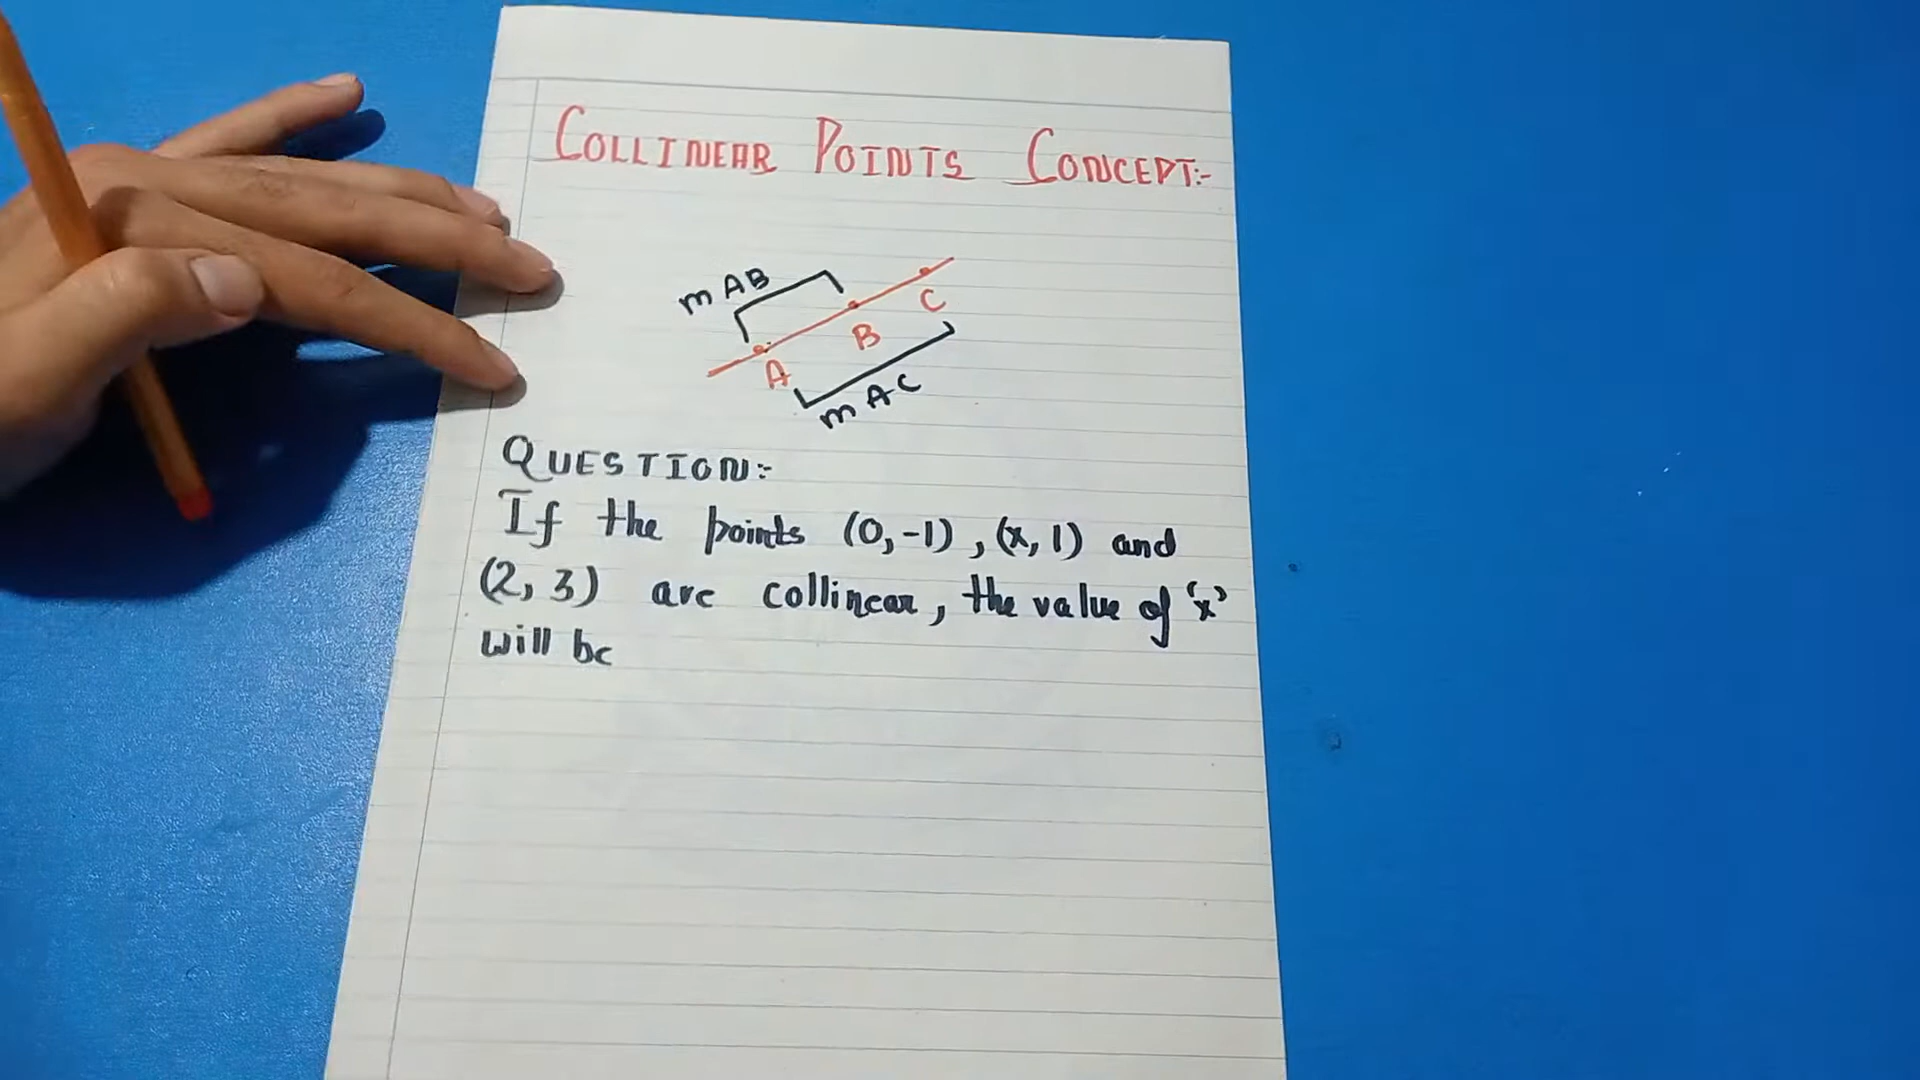 COLLINEAR POINTS CONCEPT:-
m AB
C
B
A
m AC
QUESTION:-
If the points (0,-1), (x, 1) and
(2, 3) are collinear, the value of 'x'
will be